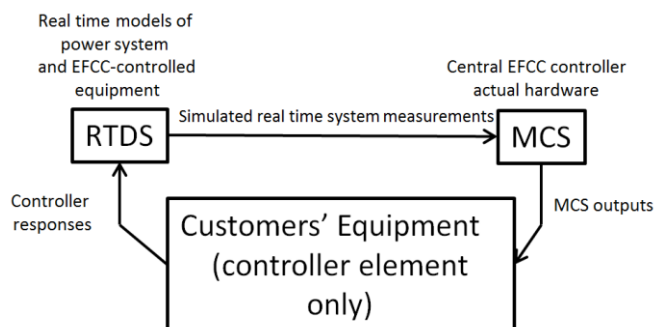 Real time models of
power system
and EFCC-controlled
equipment
Central EFCC controller
actual hardware
Simulated real time system measurements
RTDS
MCS
Controller
responses
MCS outputs
Customers' Equipment
(controller element
only)